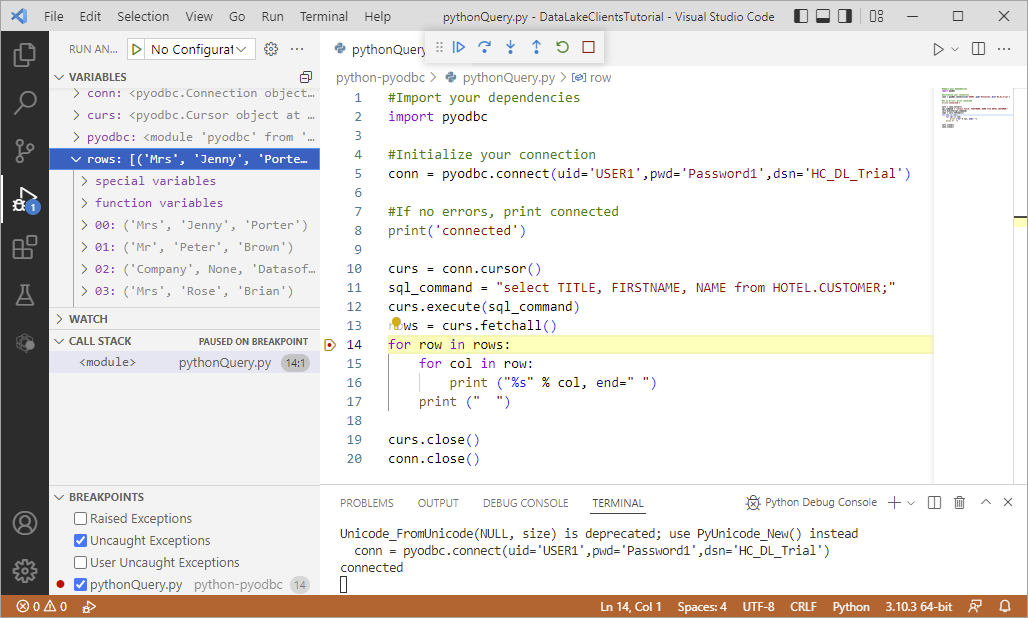 File Edit Selection View Go Run Terminal Help pythonQuery.py - DataLakeClientsTutorial - Visual Studio Code
RUN AN... No Configurat
VARIABLES
conn: <pyodbc.Connection object…
curs: <pyodbc.Cursor object at …
pyodbc: <module 'pyodbc' from '…
rows: [('Mrs', 'Jenny', 'Porte…
special variables
function variables
00: ('Mrs', 'Jenny', 'Porter')
01: ('Mr', 'Peter', 'Brown')
02: ('Company', None, 'Datasof…
03: ('Mrs', 'Rose', 'Brian')
WATCH
CALL STACK PAUSED ON BREAKPOINT
<module> pythonQuery.py 14:1
BREAKPOINTS
Raised Exceptions
Uncaught Exceptions
User Uncaught Exceptions
pythonQuery.py python-pyodbc 14
1
pythonQuery
python-pyodbc > pythonQuery.py > row
1 #Import your dependencies
2 import pyodbc
3
4 #Initialize your connection
5 conn = pyodbc.connect(uid='USER1',pwd='Password1',dsn='HC_DL_Trial')
6
7 #If no errors, print connected
8 print('connected')
9
10 curs = conn.cursor()
11 sql_command = "select TITLE, FIRSTNAME, NAME from HOTEL.CUSTOMER;"
12 curs.execute(sql_command)
13 rows = curs.fetchall()
14 for row in rows:
15 for col in row:
16 print ("%s" % col, end=" ")
17 print ("  ")
18
19 curs.close()
20 conn.close()
PROBLEMS OUTPUT DEBUG CONSOLE TERMINAL Python Debug Console
Unicode_FromUnicode(NULL, size) is deprecated; use PyUnicode_New() instead
conn = pyodbc.connect(uid='USER1',pwd='Password1',dsn='HC_DL_Trial')
connected
0 0 Ln 14, Col 1 Spaces: 4 UTF-8 CRLF Python 3.10.3 64-bit